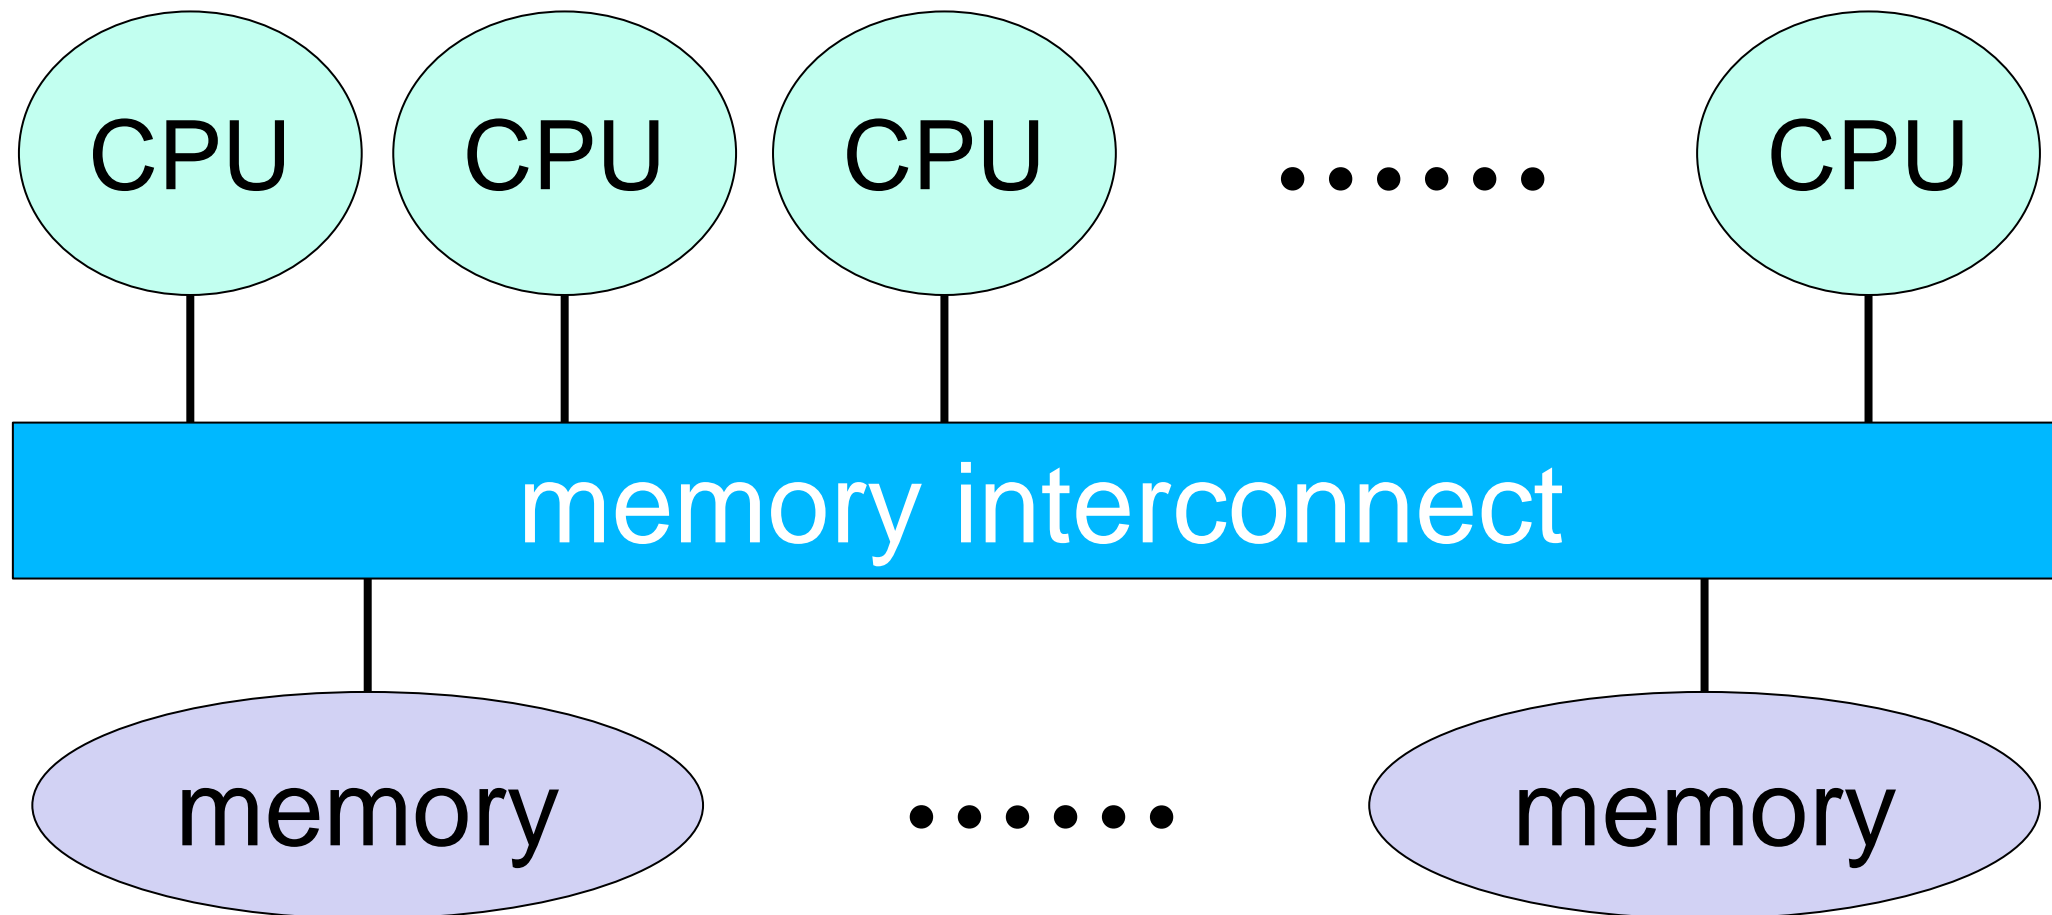 CPU CPU CPU ...... CPU
memory interconnect
memory ...... memory